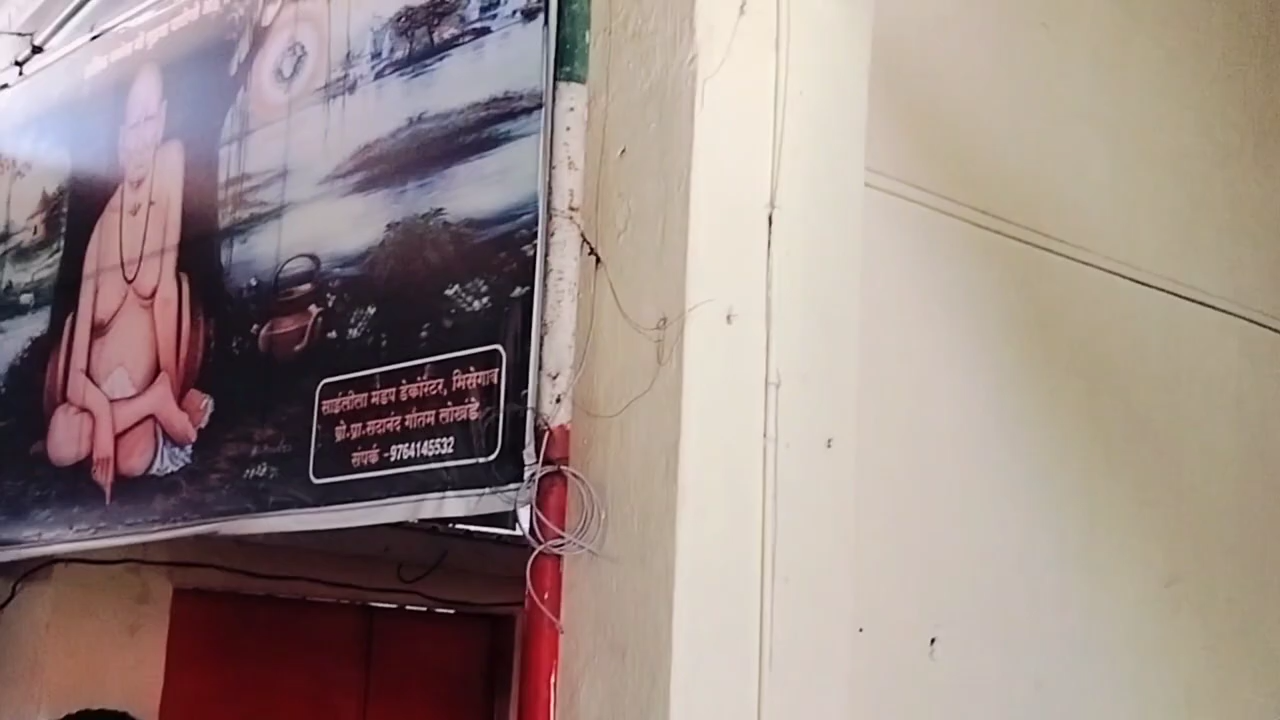 साईलीला मंडप डेकोरेटर, भिसेगाव
प्रो.प्रा.सदानंद गौतम लोखंडे
संपर्क -9764145532